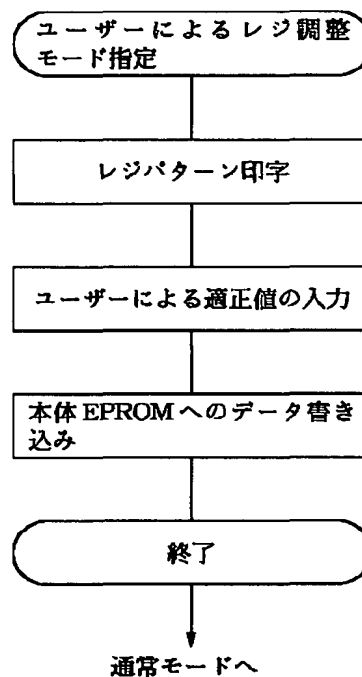 ユーザーによるレジ調整
モード指定
レジパターン印字
ユーザーによる適正値の入力
本体EPROMへのデータ書き
込み
終了
通常モードへ